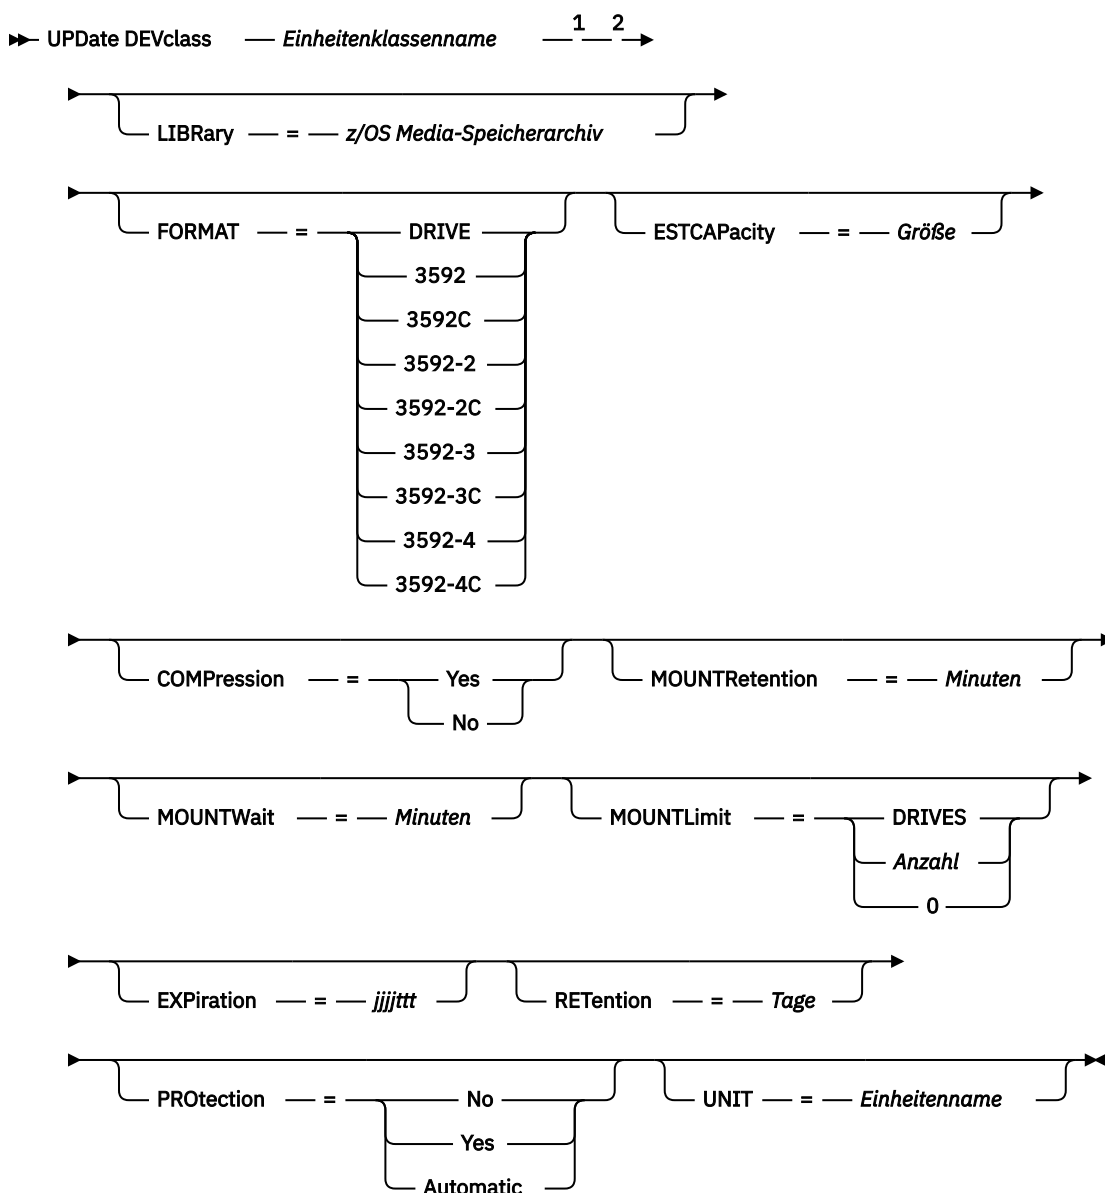 1 2
UPDate DEVclass Einheitenklassenname
LIBRary = z/OS Media-Speicherarchiv
FORMAT = DRIVE ESTCAPacity = Größe
3592
3592C
3592-2
3592-2C
3592-3
3592-3C
3592-4
3592-4C
COMPression = Yes MOUNTRetention = Minuten
No
MOUNTWait = Minuten MOUNTLimit = DRIVES
Anzahl
0
EXPiration = jjjjttt RETention = Tage
PROtection = No UNIT = Einheitenname
Yes
Automatic